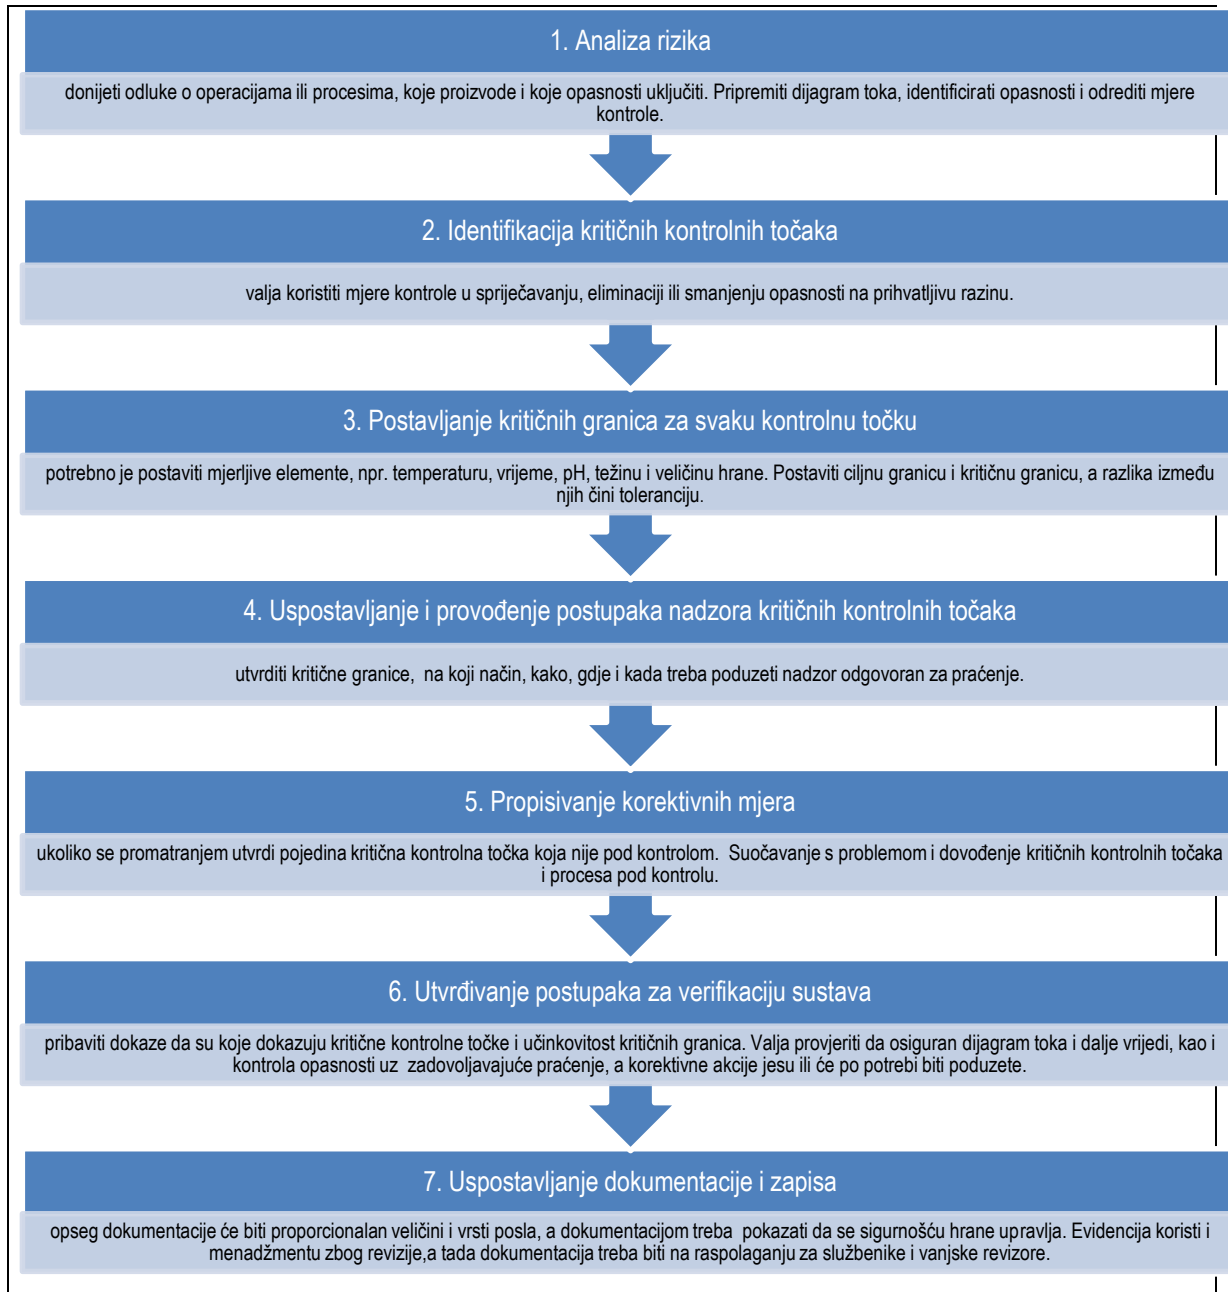 1. Analiza rizika
donijeti odluke o operacijama ili procesima, koje proizvode i koje opasnosti uključiti. Pripremiti dijagram toka, identificirati opasnosti i odrediti mjere
kontrole.
2. Identifikacija kritičnih kontrolnih točaka
valja koristiti mjere kontrole u spriječavanju, eliminaciji ili smanjenju opasnosti na prihvatljivu razinu.
3. Postavljanje kritičnih granica za svaku kontrolnu točku
potrebno je postaviti mjerljive elemente, npr. temperaturu, vrijeme, pH, težinu i veličinu hrane. Postaviti ciljnu granicu i kritičnu granicu, a razlika između
njih čini toleranciju.
4. Uspostavljanje i provođenje postupaka nadzora kritičnih kontrolnih točaka
utvrditi kritične granice, na koji način, kako, gdje i kada treba poduzeti nadzor odgovoran za praćenje.
5. Propisivanje korektivnih mjera
ukoliko se promatranjem utvrdi pojedina kritična kontrolna točka koja nije pod kontrolom. Suočavanje s problemom i dovođenje kritičnih kontrolnih točaka
i procesa pod kontrolu.
6. Utvrđivanje postupaka za verifikaciju sustava
pribaviti dokaze da su koje dokazuju kritične kontrolne točke i učinkovitost kritičnih granica. Valja provjeriti da osiguran dijagram toka i dalje vrijedi, kao i
kontrola opasnosti uz zadovoljavajuće praćenje, a korektivne akcije jesu ili će po potrebi biti poduzete.
7. Uspostavljanje dokumentacije i zapisa
opseg dokumentacije će biti proporcionalan veličini i vrsti posla, a dokumentacijom treba pokazati da se sigurnošću hrane upravlja. Evidencija koristi i
menadžmentu zbog revizije,a tada dokumentacija treba biti na raspolaganju za službenike i vanjske revizore.